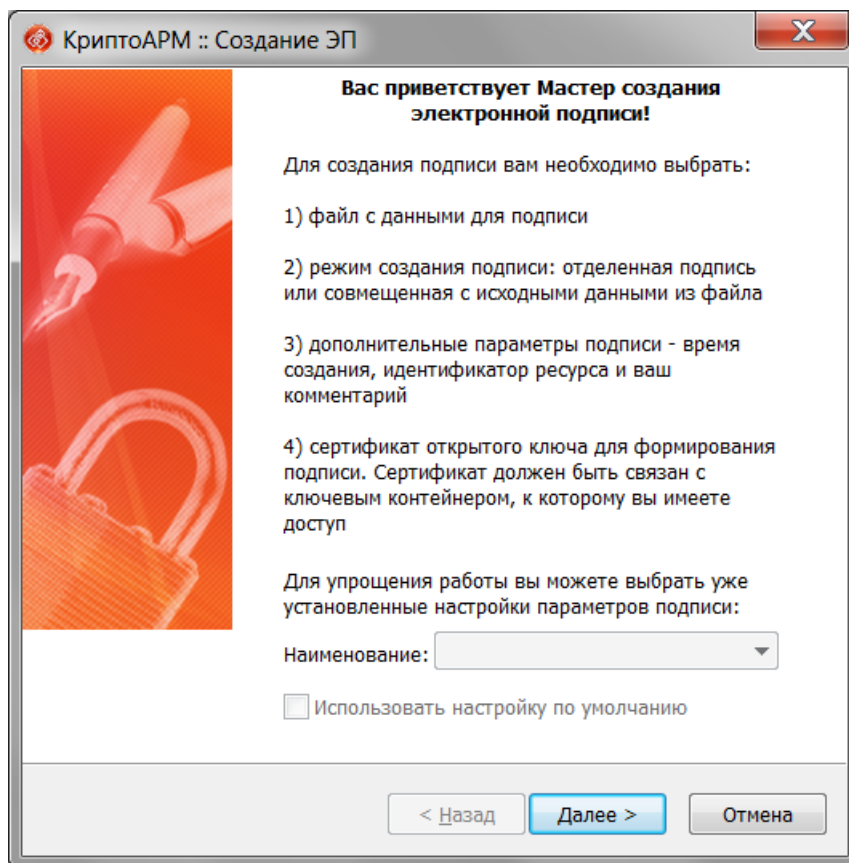 КриптоАРМ :: Создание ЭП
X
Вас приветствует Мастер создания
электронной подписи!
Для создания подписи вам необходимо выбрать:
1) файл с данными для подписи
2) режим создания подписи: отделенная подпись
или совмещенная с исходными данными из файла
3) дополнительные параметры подписи - время
создания, идентификатор ресурса и ваш
комментарий
4) сертификат открытого ключа для формирования
подписи. Сертификат должен быть связан с
ключевым контейнером, к которому вы имеете
доступ
Для упрощения работы вы можете выбрать уже
установленные настройки параметров подписи:
Наименование:
Использовать настройку по умолчанию
< Назад Далее > Отмена